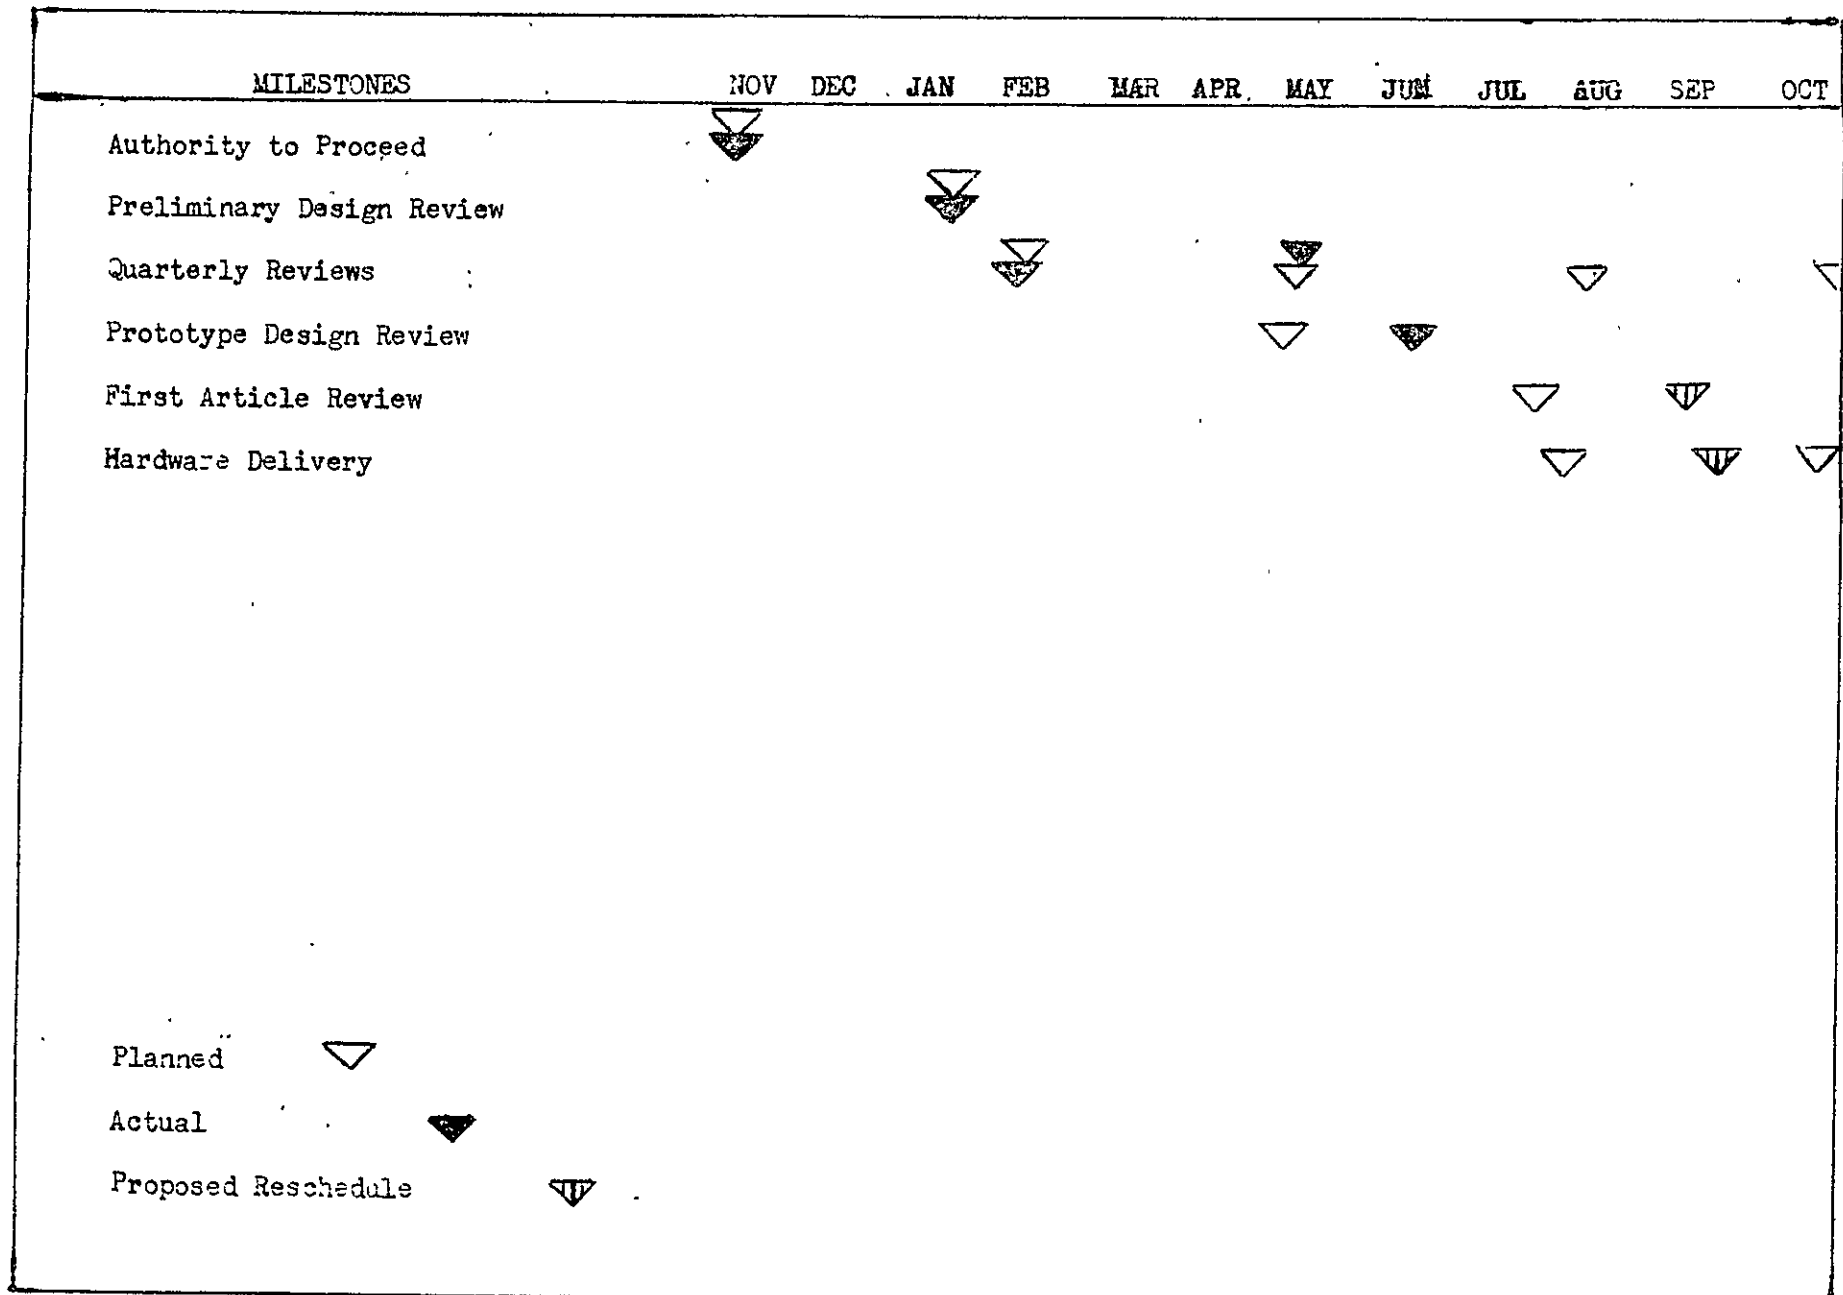 MILESTONES NOV DEC JAN FEB MAR APR MAY JUN JUL AUG SEP OCT
Authority to Proceed
Preliminary Design Review
Quarterly Reviews
Prototype Design Review
First Article Review
Hardware Delivery
Planned
Actual
Proposed Reschedule